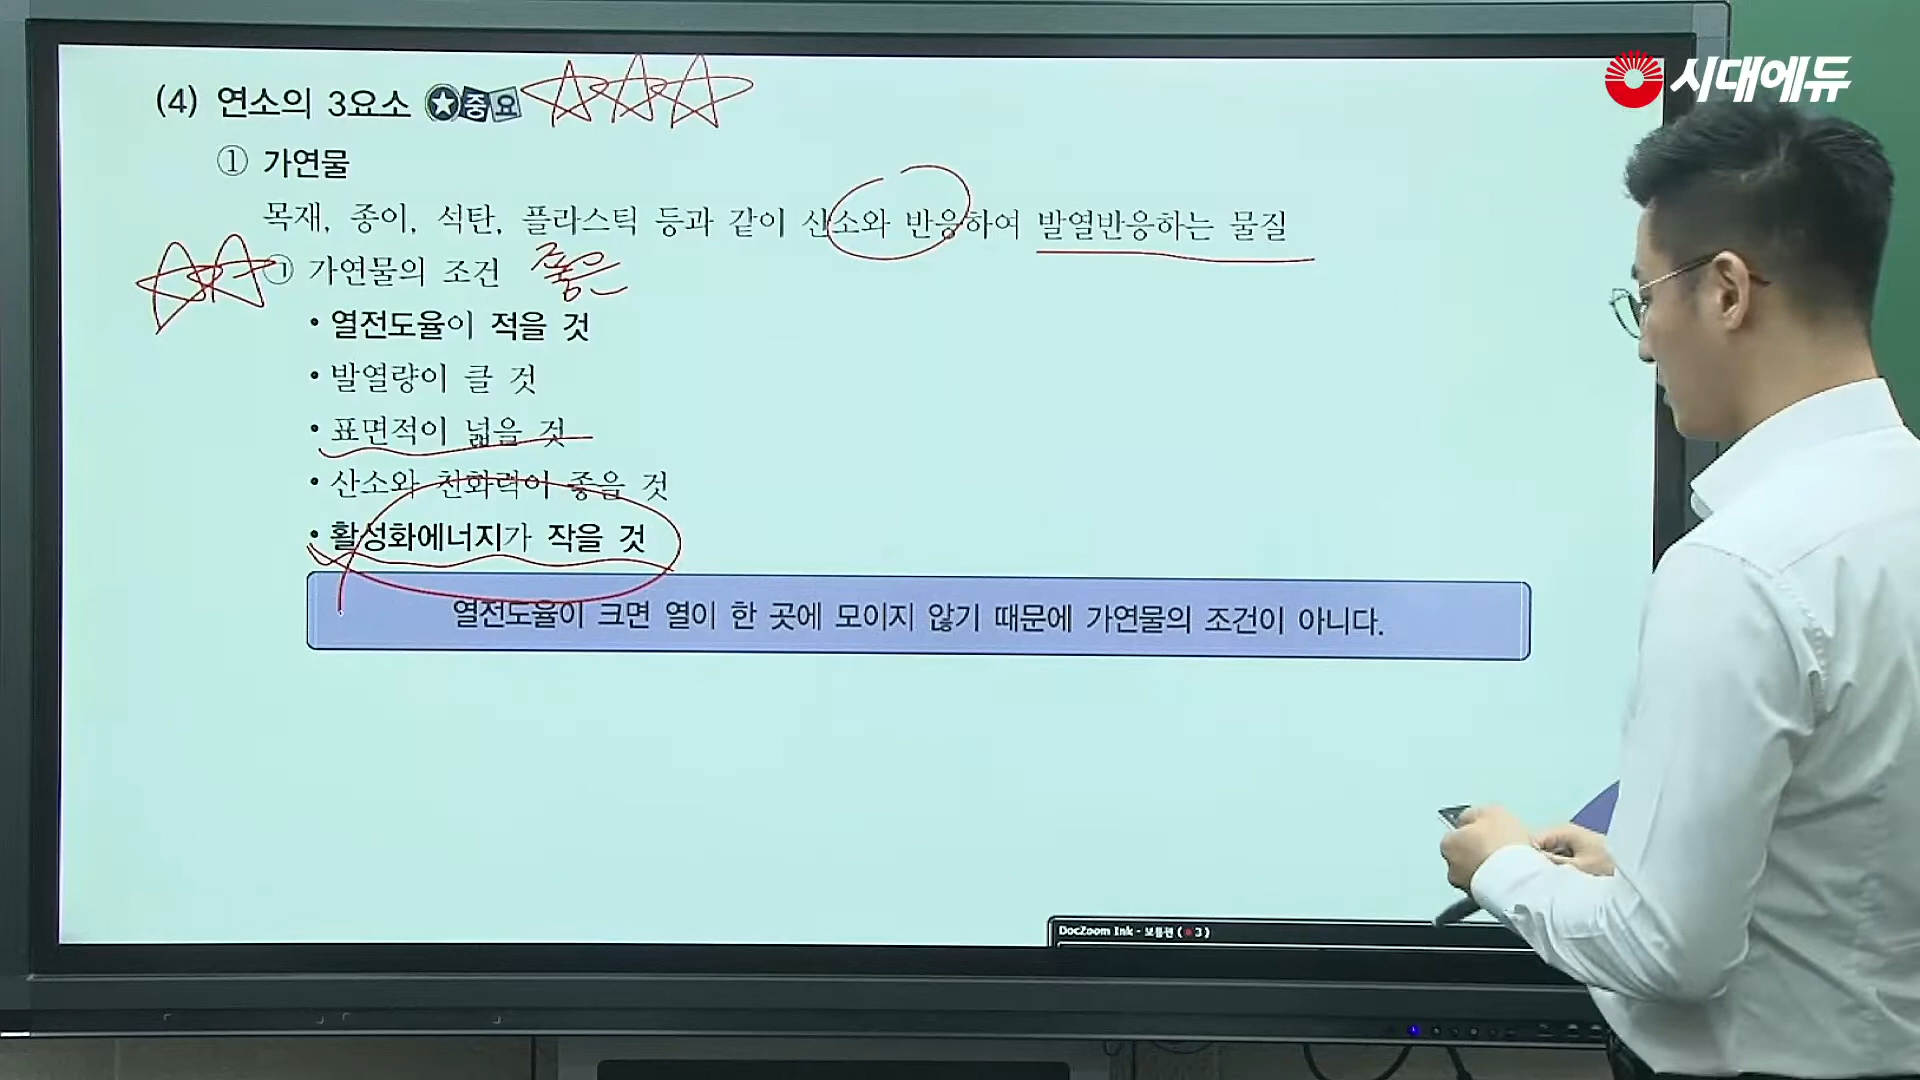 시대에듀
(4) 연소의 3요소 중요
① 가연물
목재, 종이, 석탄, 플라스틱 등과 같이 산소와 반응하여 발열반응하는 물질
㉠ 가연물의 조건 좋은
• 열전도율이 적을 것
• 발열량이 클 것
• 표면적이 넓을 것
• 산소와 친화력이 좋을 것
• 활성화에너지가 작을 것
열전도율이 크면 열이 한 곳에 모이지 않기 때문에 가연물의 조건이 아니다.
DocZoom Ink - 보통펜 ( 3 )